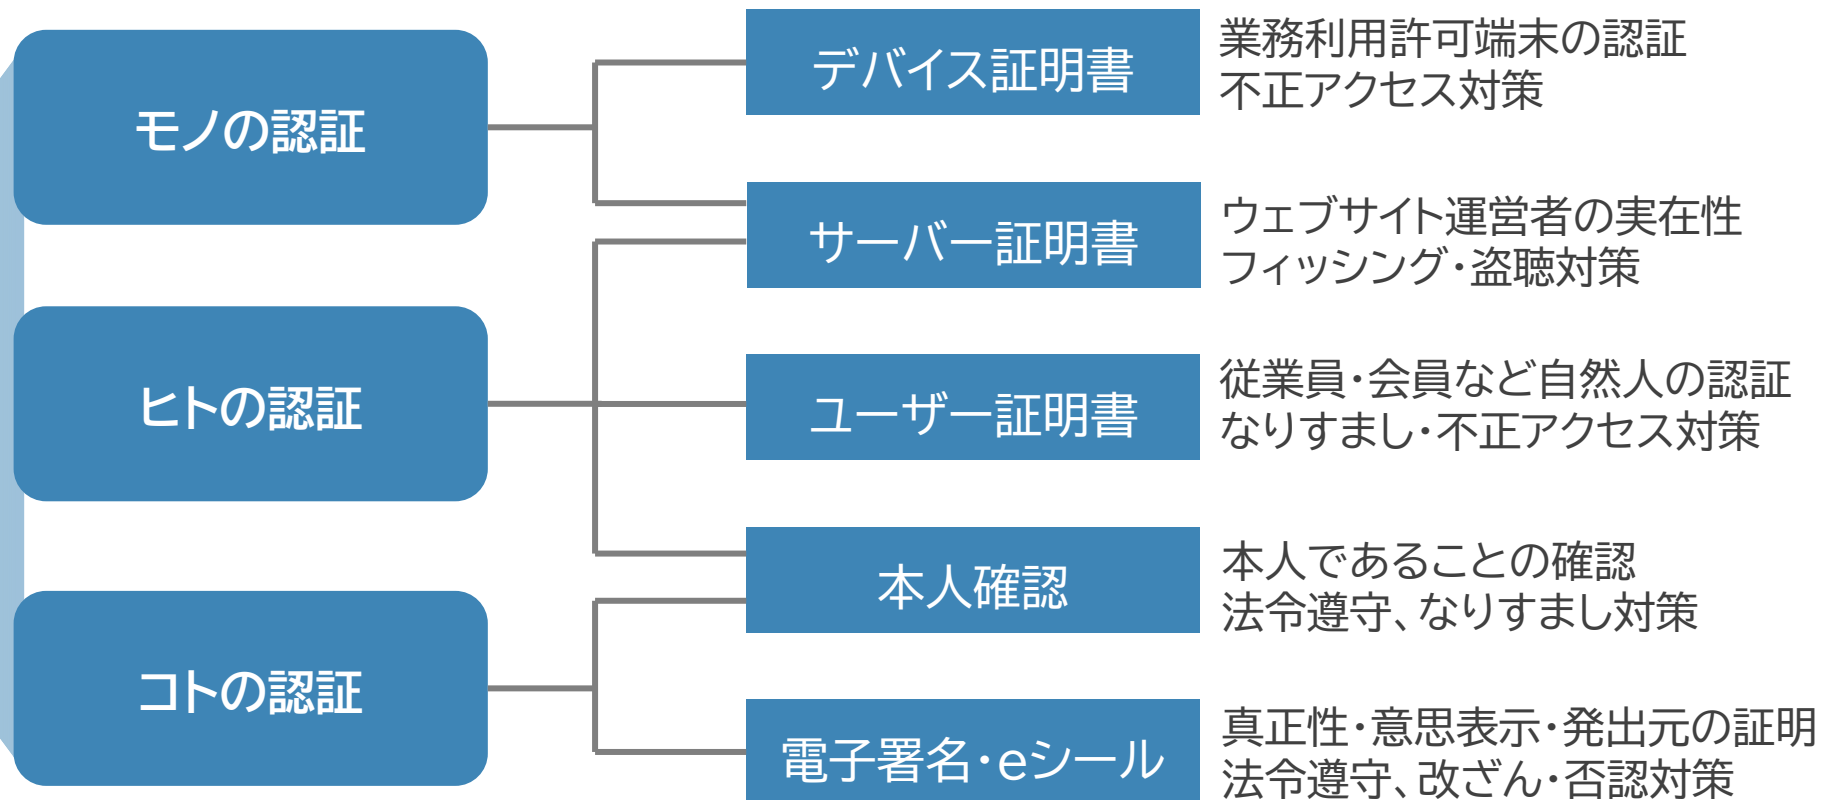 モノの認証
デバイス証明書
業務利用許可端末の認証
不正アクセス対策
サーバー証明書
ウェブサイト運営者の実在性
フィッシング・盗聴対策
ヒトの認証
ユーザー証明書
従業員・会員など自然人の認証
なりすまし・不正アクセス対策
本人確認
本人であることの確認
法令遵守、なりすまし対策
コトの認証
電子署名・eシール
真正性・意思表示・発出元の証明
法令遵守、改ざん・否認対策